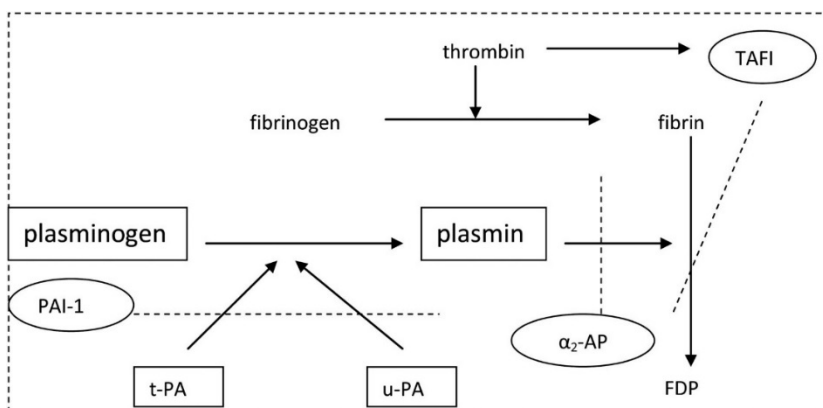 thrombin
TAFI
fibrinogen
fibrin
plasminogen
plasmin
PAI-1
α₂-AP
t-PA
u-PA
FDP